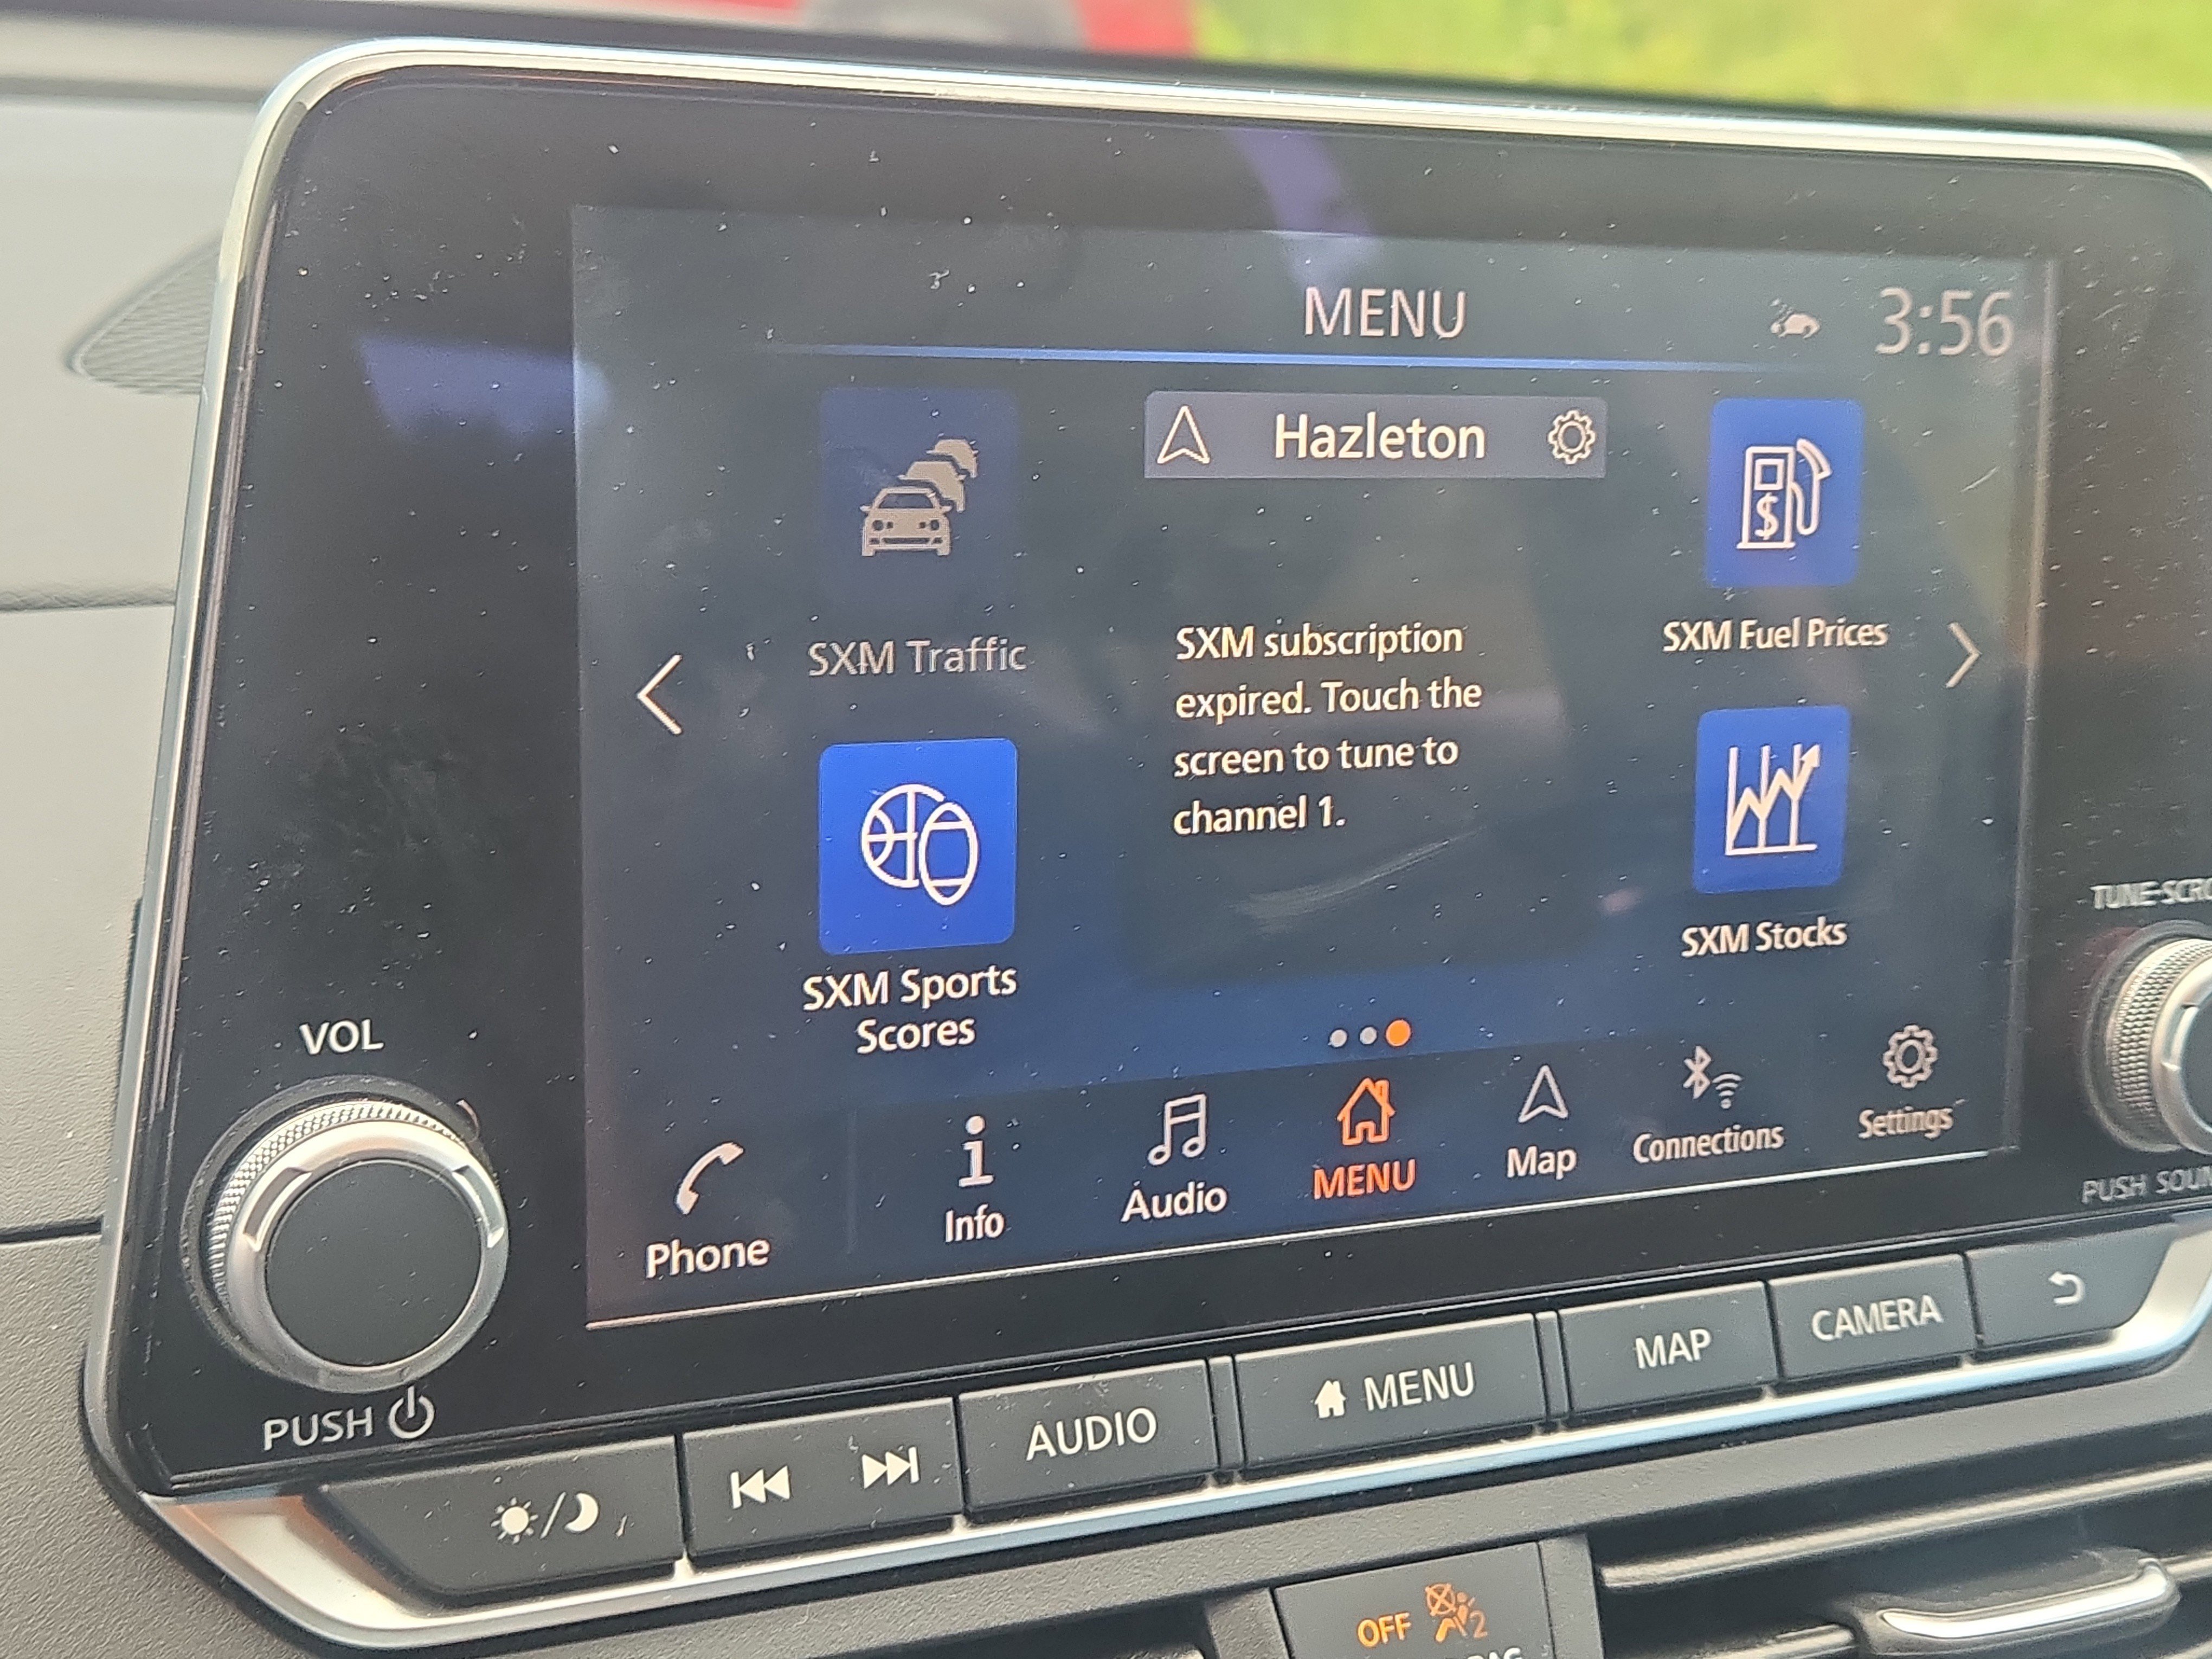 MENU
3:56
Hazleton
SXM Traffic
SXM Fuel Prices
SXM subscription
expired. Touch the
screen to tune to
channel 1.
SXM Sports
Scores
SXM Stocks
Phone
Info
Audio
MENU
Map
Connections
Settings
VOL
PUSH
PUSH
AUDIO
MENU
MAP
CAMERA
OFF
2